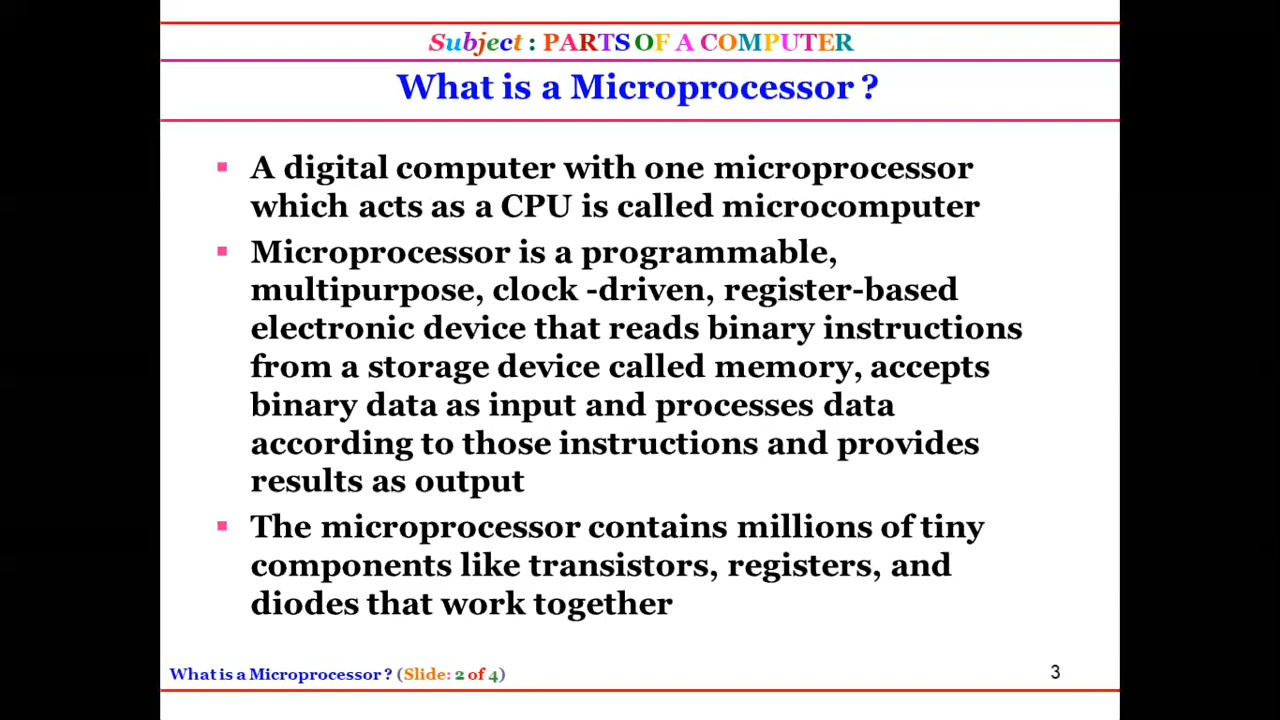 Subject : PARTS OF A COMPUTER
What is a Microprocessor ?
▪ A digital computer with one microprocessor
which acts as a CPU is called microcomputer
▪ Microprocessor is a programmable,
multipurpose, clock -driven, register-based
electronic device that reads binary instructions
from a storage device called memory, accepts
binary data as input and processes data
according to those instructions and provides
results as output
▪ The microprocessor contains millions of tiny
components like transistors, registers, and
diodes that work together
What is a Microprocessor ? (Slide: 2 of 4)
3